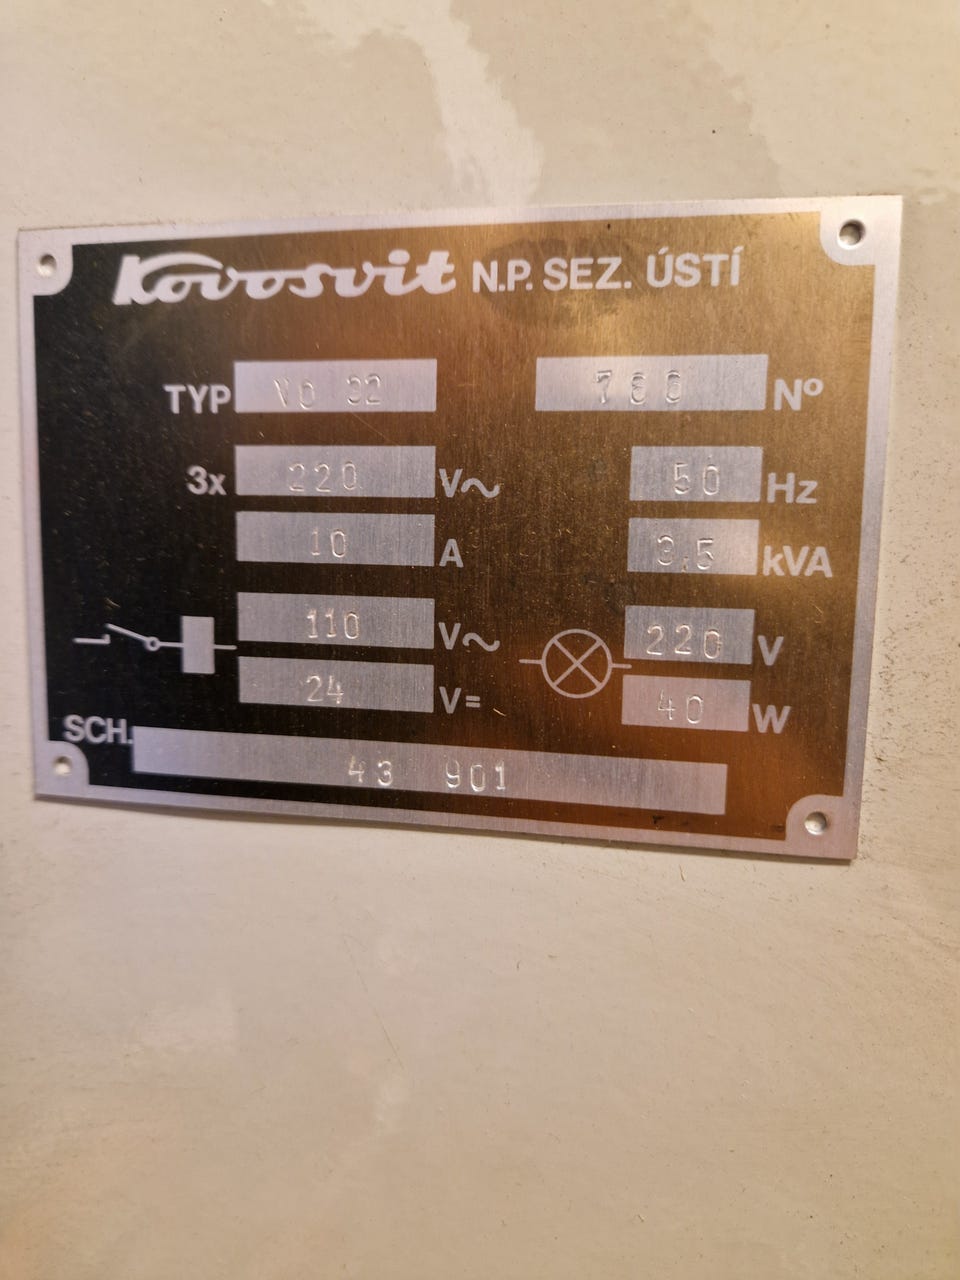 Kovosvit N.P. SEZ. ÚSTÍ
TYP VO 32 Nº
3x 220 V~ 50 Hz
10 A 3,5 kVA
110 V~ 220 V
24 V= 40 W
SCH. 43 901